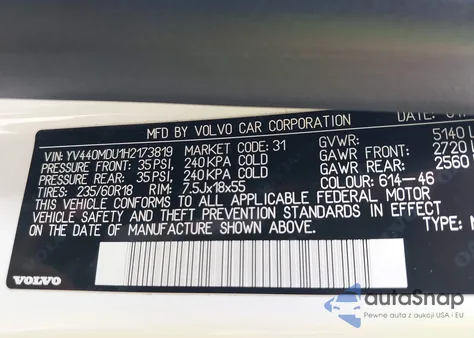 MFD. BY VOLVO CAR CORPORATION
VIN: YV440MDU1H2173819 MARKET CODE: 31 GVWR: 5140
PRESSURE FRONT: 35 PSI, 240 KPA COLD GAWR FRONT: 2720
PRESSURE REAR: 35 PSI, 240 KPA COLD GAWR REAR: 2560
TIRES: 235/60R18 RIM: 7.5Jx18x55 COLOUR: 614-46
THIS VEHICLE CONFORMS TO ALL APPLICABLE FEDERAL MOTOR
VEHICLE SAFETY AND THEFT PREVENTION STANDARDS IN EFFECT
ON THE DATE OF MANUFACTURE SHOWN ABOVE. TYPE:
VOLVO
autoSnap
Pewne auta z aukcji USA i EU